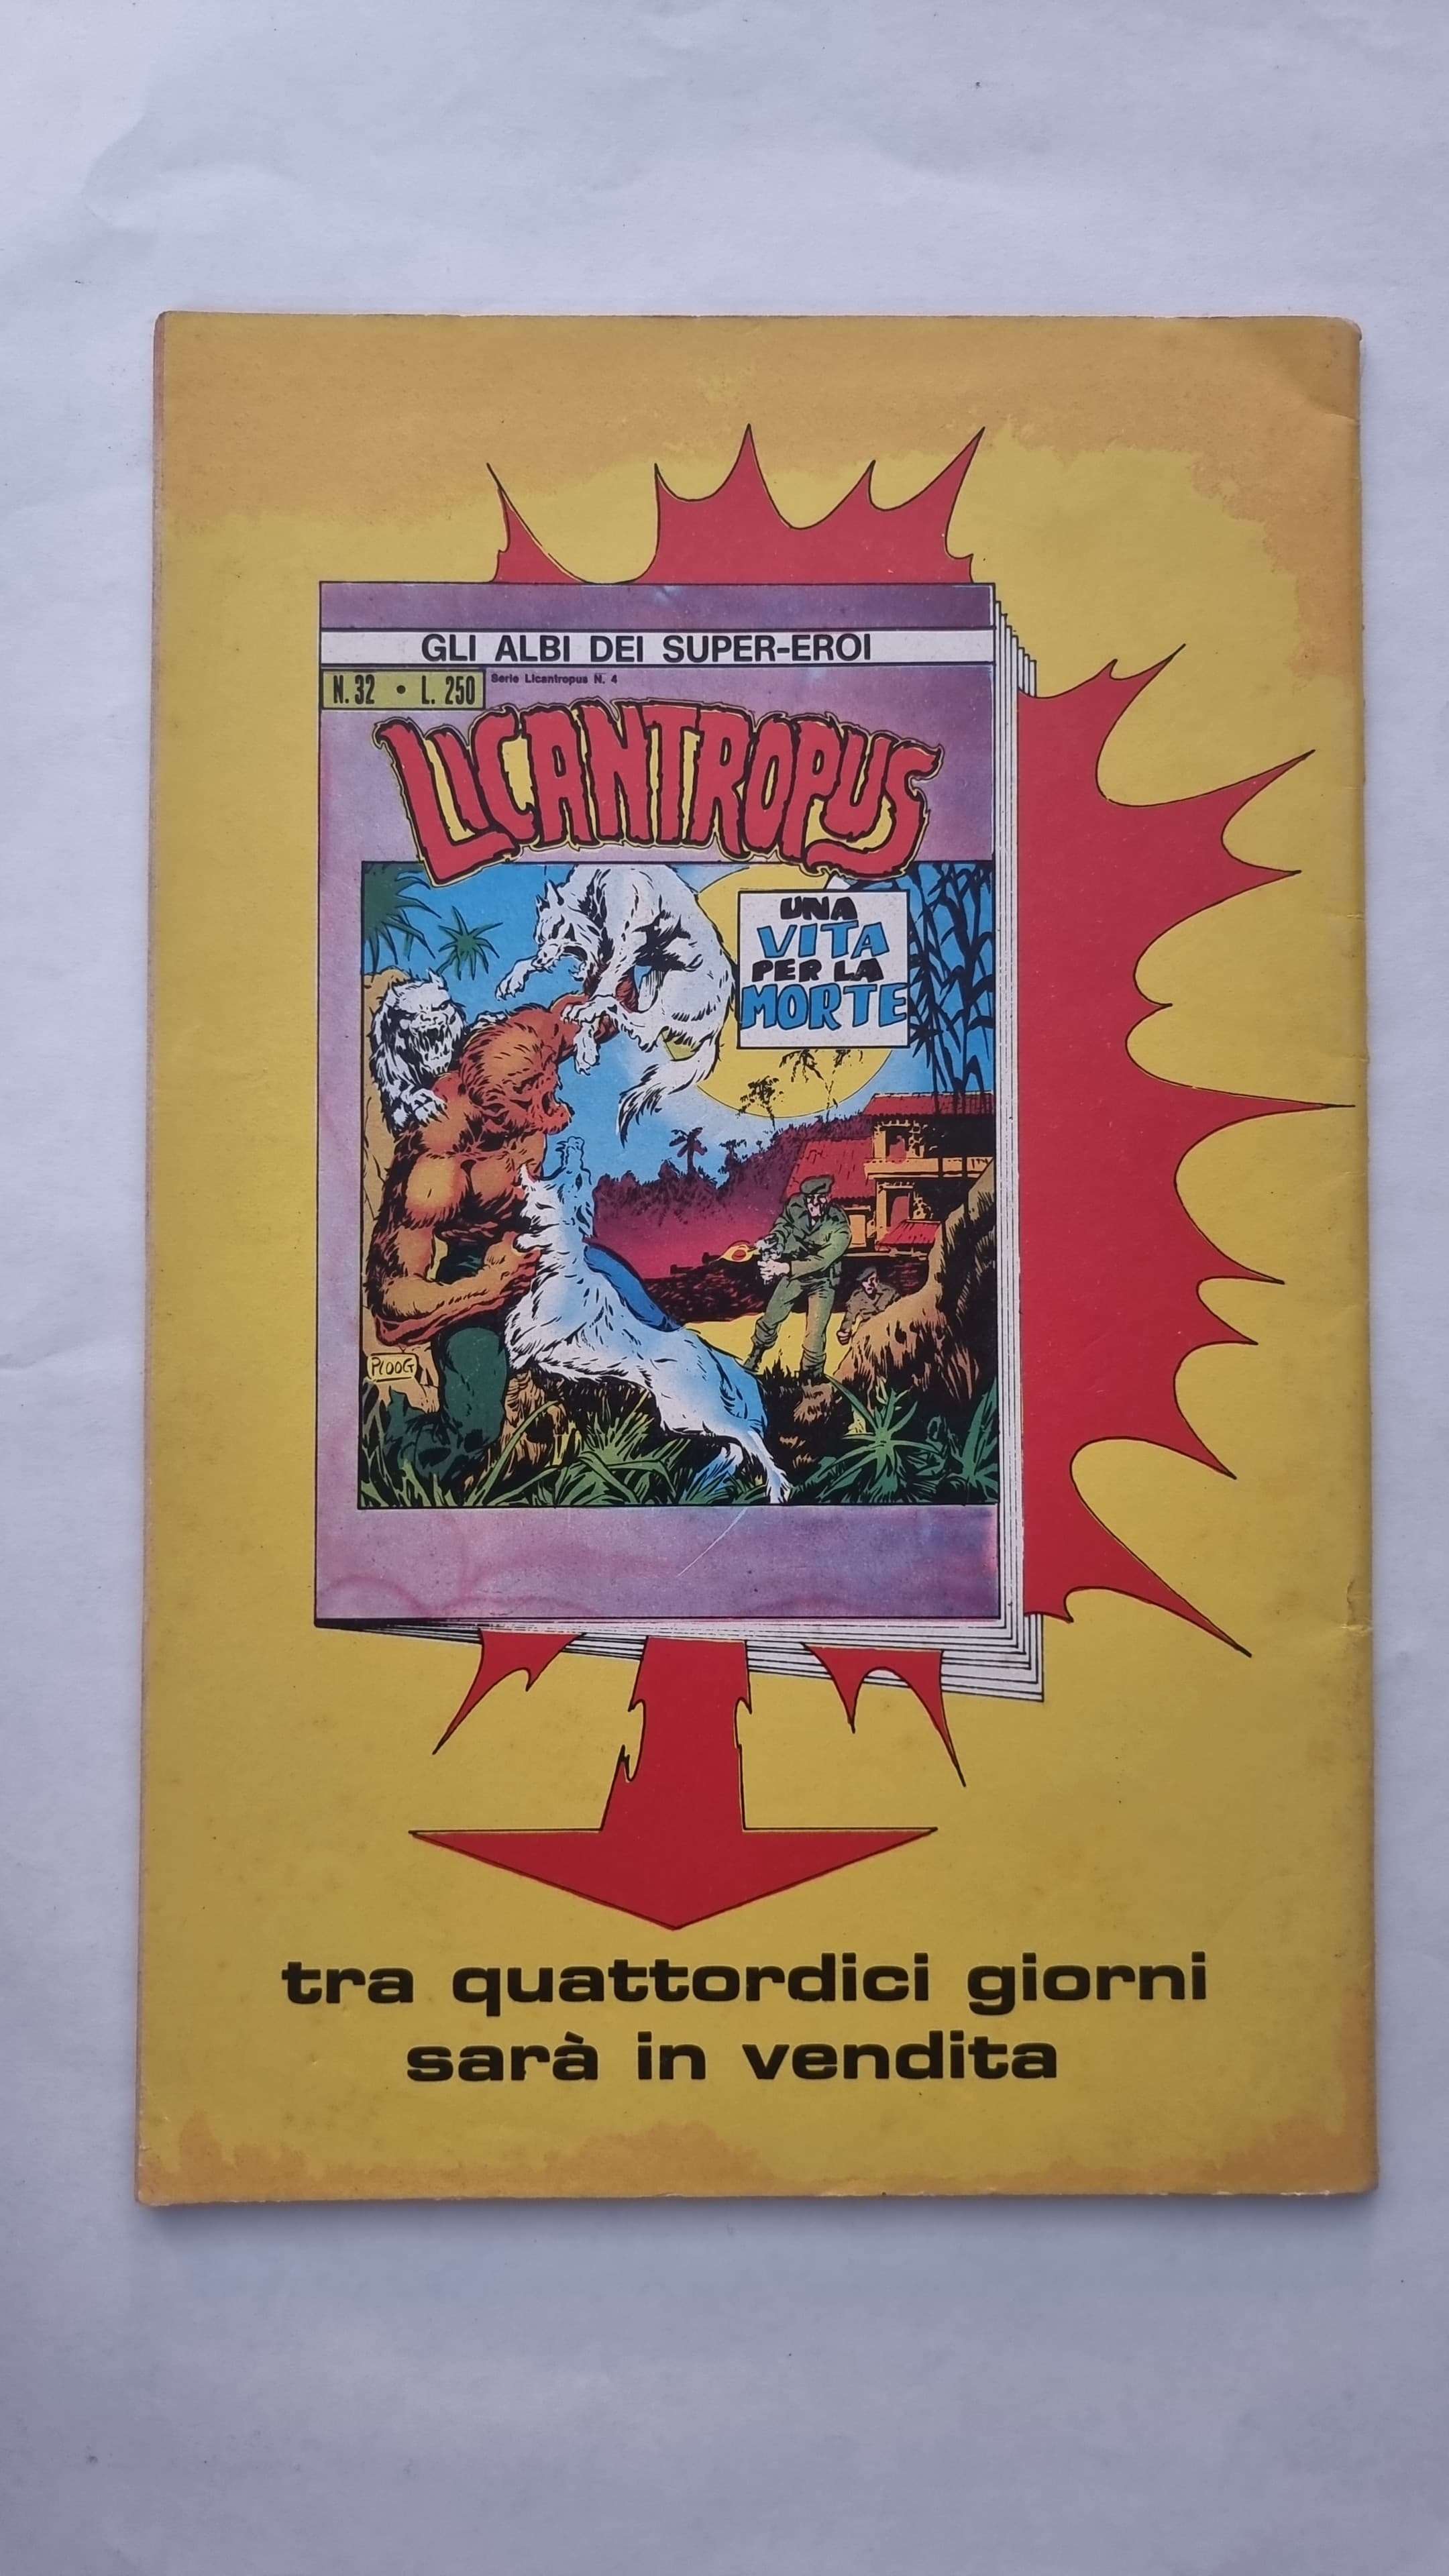 GLI ALBI DEI SUPER-EROI
N. 32 • L. 250
Serie Licantropus N. 4
LICANTROPUS
UNA
VITA
PER LA
MORTE
PLOOG
tra quattordici giorni
sarà in vendita